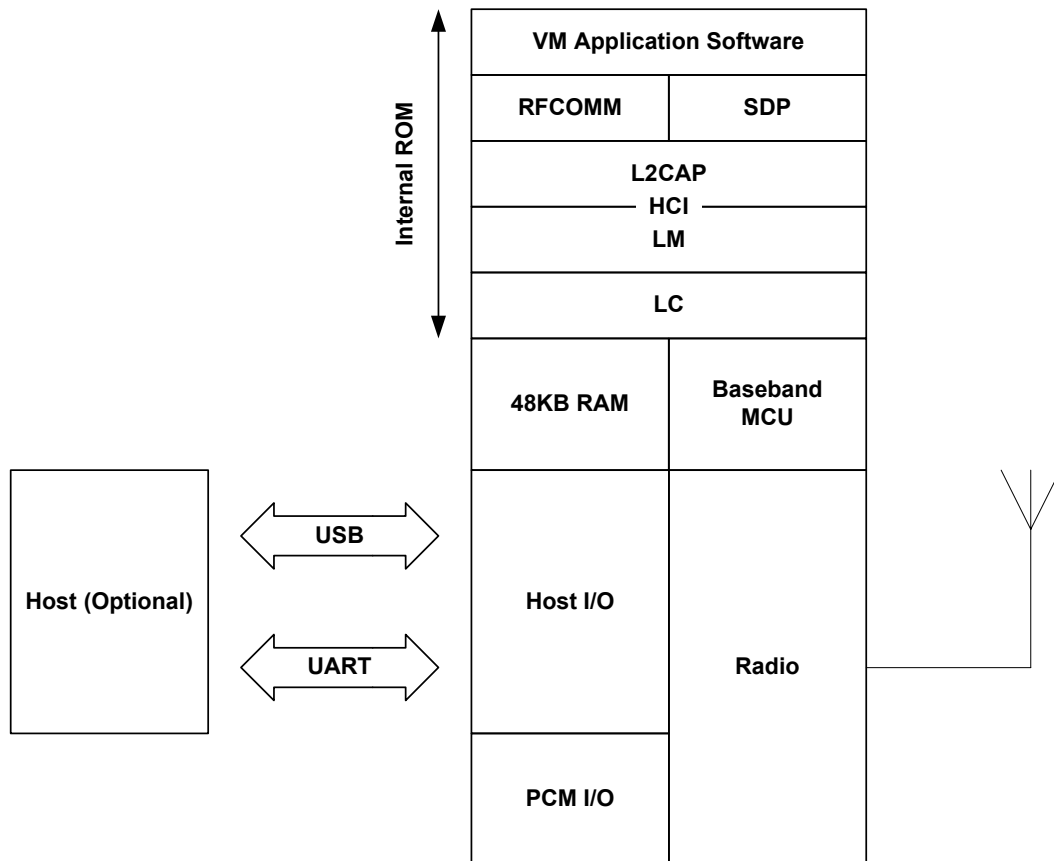 VM Application Software
RFCOMM
SDP
Internal ROM
L2CAP
HCI
LM
LC
48KB RAM
Baseband
MCU
USB
Host (Optional)
Host I/O
UART
Radio
PCM I/O